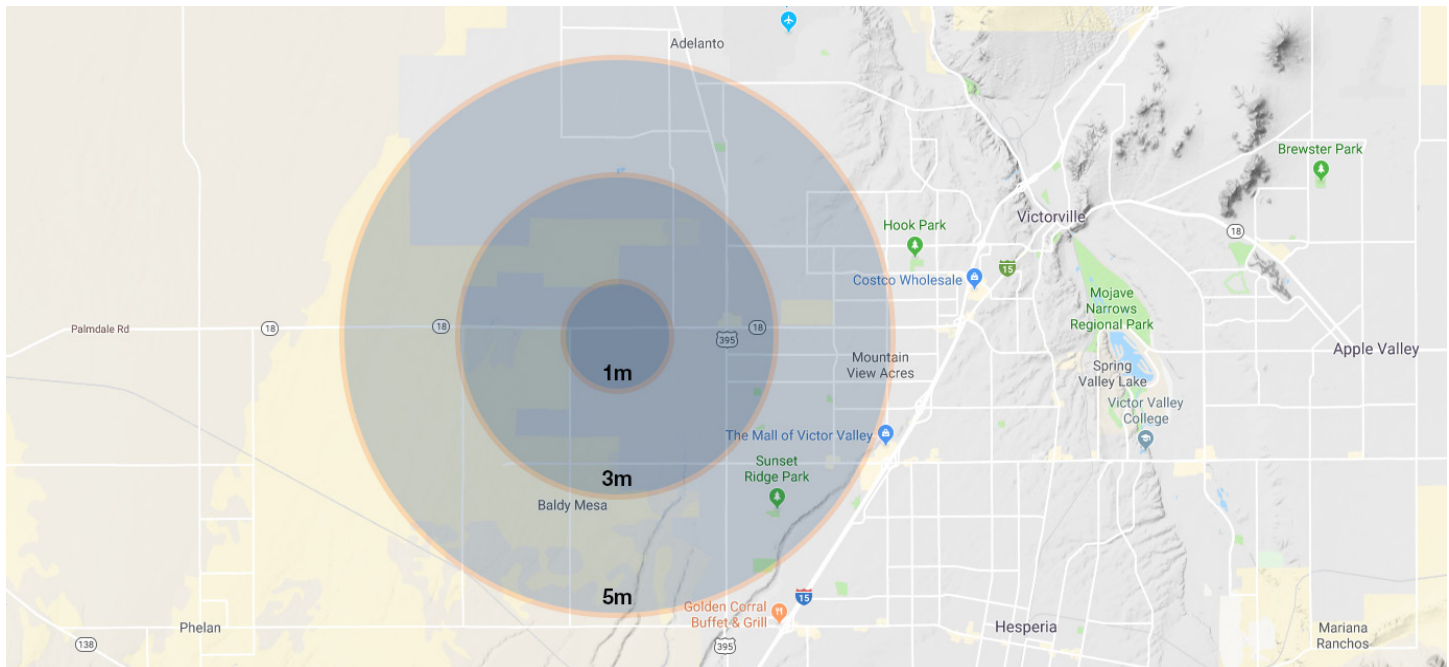 Adelanto
Brewster Park
Victorville
Hook Park
18
15
Costco Wholesale
Mojave
Narrows
Regional Park
Palmdale Rd
18
18
18
395
Mountain
View Acres
Apple Valley
1m
Spring
Valley Lake
Victor Valley
College
The Mall of Victor Valley
Sunset
Ridge Park
3m
Baldy Mesa
5m
15
Golden Corral
Buffet & Grill
Phelan
Hesperia
Mariana
Ranchos
138
395